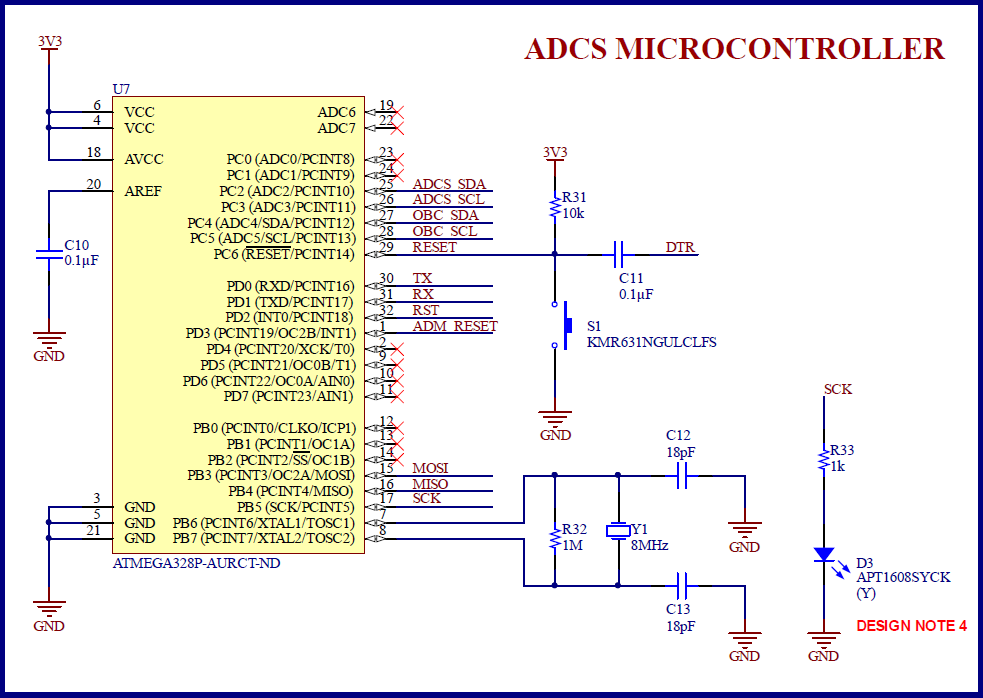 ADCS MICROCONTROLLER
3V3
U7
6 VCC
4 VCC
18 AVCC
20 AREF
C10
0.1µF
GND
3 GND
5 GND
21 GND
GND
ADC6 19
ADC7 22
PC0 (ADC0/PCINT8) 23
PC1 (ADC1/PCINT9) 24
PC2 (ADC2/PCINT10) 25 ADCS_SDA
PC3 (ADC3/PCINT11) 26 ADCS_SCL
PC4 (ADC4/SDA/PCINT12) 27 OBC_SDA
PC5 (ADC5/SCL/PCINT13) 28 OBC_SCL
PC6 (RESET/PCINT14) 29 RESET
PD0 (RXD/PCINT16) 30 TX
PD1 (TXD/PCINT17) 31 RX
PD2 (INT0/PCINT18) 32 RST
PD3 (PCINT19/OC2B/INT1) 1 ADM_RESET
PD4 (PCINT20/XCK/T0) 2
PD5 (PCINT21/OC0B/T1) 9
PD6 (PCINT22/OC0A/AIN0) 10
PD7 (PCINT23/AIN1) 11
PB0 (PCINT0/CLKO/ICP1) 12
PB1 (PCINT1/OC1A) 13
PB2 (PCINT2/SS/OC1B) 14
PB3 (PCINT3/OC2A/MOSI) 15 MOSI
PB4 (PCINT4/MISO) 16 MISO
PB5 (SCK/PCINT5) 17 SCK
PB6 (PCINT6/XTAL1/TOSC1) 7
PB7 (PCINT7/XTAL2/TOSC2) 8
ATMEGA328P-AURCT-ND
3V3
R31
10k
DTR
C11
0.1µF
S1
KMR631NGULCLFS
GND
R32
1M
Y1
8MHz
C12
18pF
GND
C13
18pF
GND
SCK
R33
1k
D3
APT1608SYCK
(Y)
DESIGN NOTE 4
GND